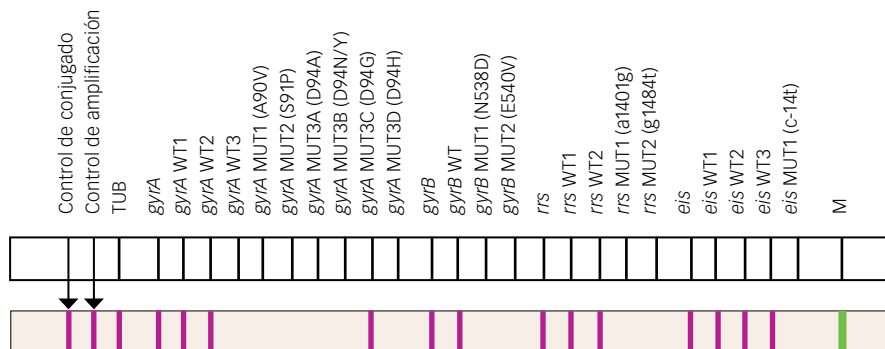 Control de conjugado
Control de amplificación
TUB
gyrA
gyrA WT1
gyrA WT2
gyrA WT3
gyrA MUT1 (A90V)
gyrA MUT2 (S91P)
gyrA MUT3A (D94A)
gyrA MUT3B (D94N/Y)
gyrA MUT3C (D94G)
gyrA MUT3D (D94H)
gyrB
gyrB WT
gyrB MUT1 (N538D)
gyrB MUT2 (E540V)
rrs
rrs WT1
rrs WT2
rrs MUT1 (a1401g)
rrs MUT2 (g1484t)
eis
eis WT1
eis WT2
eis WT3
eis MUT1 (c-14t)
M